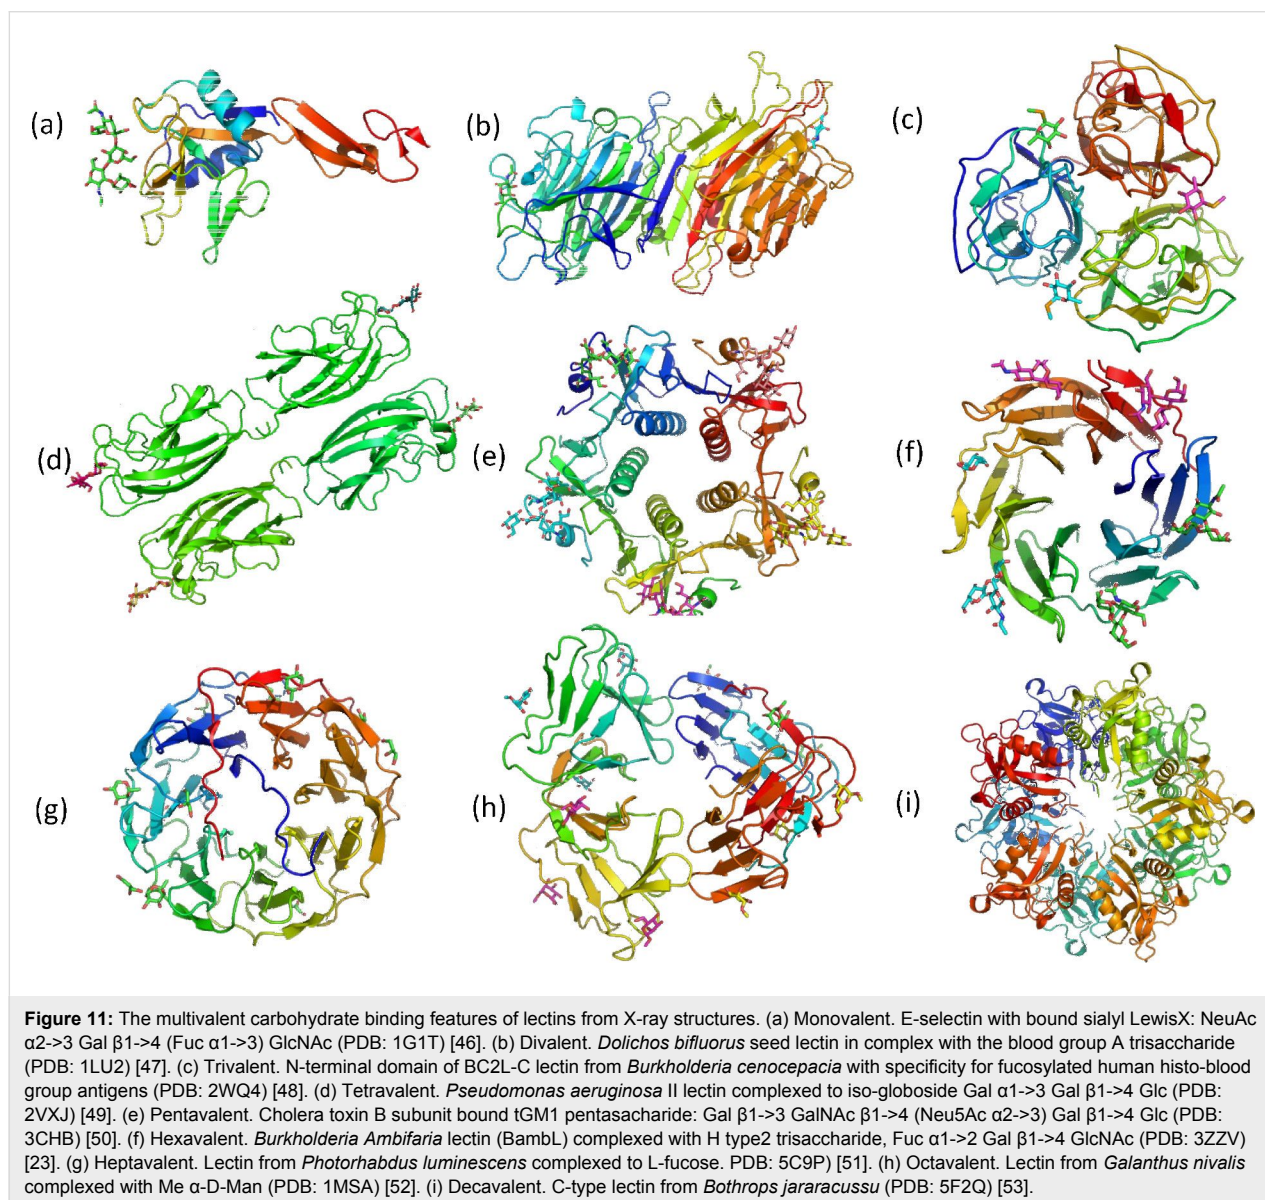 (a)
(b)
(c)
(d)
(e)
(f)
(g)
(h)
(i)
Figure 11: The multivalent carbohydrate binding features of lectins from X-ray structures. (a) Monovalent. E-selectin with bound sialyl LewisX: NeuAc
α2->3 Gal β1->4 (Fuc α1->3) GlcNAc (PDB: 1G1T) [46]. (b) Divalent. Dolichos bifluorus seed lectin in complex with the blood group A trisaccharide
(PDB: 1LU2) [47]. (c) Trivalent. N-terminal domain of BC2L-C lectin from Burkholderia cenocepacia with specificity for fucosylated human histo-blood
group antigens (PDB: 2WQ4) [48]. (d) Tetravalent. Pseudomonas aeruginosa II lectin complexed to iso-globoside Gal α1->3 Gal β1->4 Glc (PDB:
2VXJ) [49]. (e) Pentavalent. Cholera toxin B subunit bound tGM1 pentasacharide: Gal β1->3 GalNAc β1->4 (Neu5Ac α2->3) Gal β1->4 Glc (PDB:
3CHB) [50]. (f) Hexavalent. Burkholderia Ambifaria lectin (BambL) complexed with H type2 trisaccharide, Fuc α1->2 Gal β1->4 GlcNAc (PDB: 3ZZV)
[23]. (g) Heptavalent. Lectin from Photorhabdus luminescens complexed to L-fucose. PDB: 5C9P) [51]. (h) Octavalent. Lectin from Galanthus nivalis
complexed with Me α-D-Man (PDB: 1MSA) [52]. (i) Decavalent. C-type lectin from Bothrops jararacussu (PDB: 5F2Q) [53].